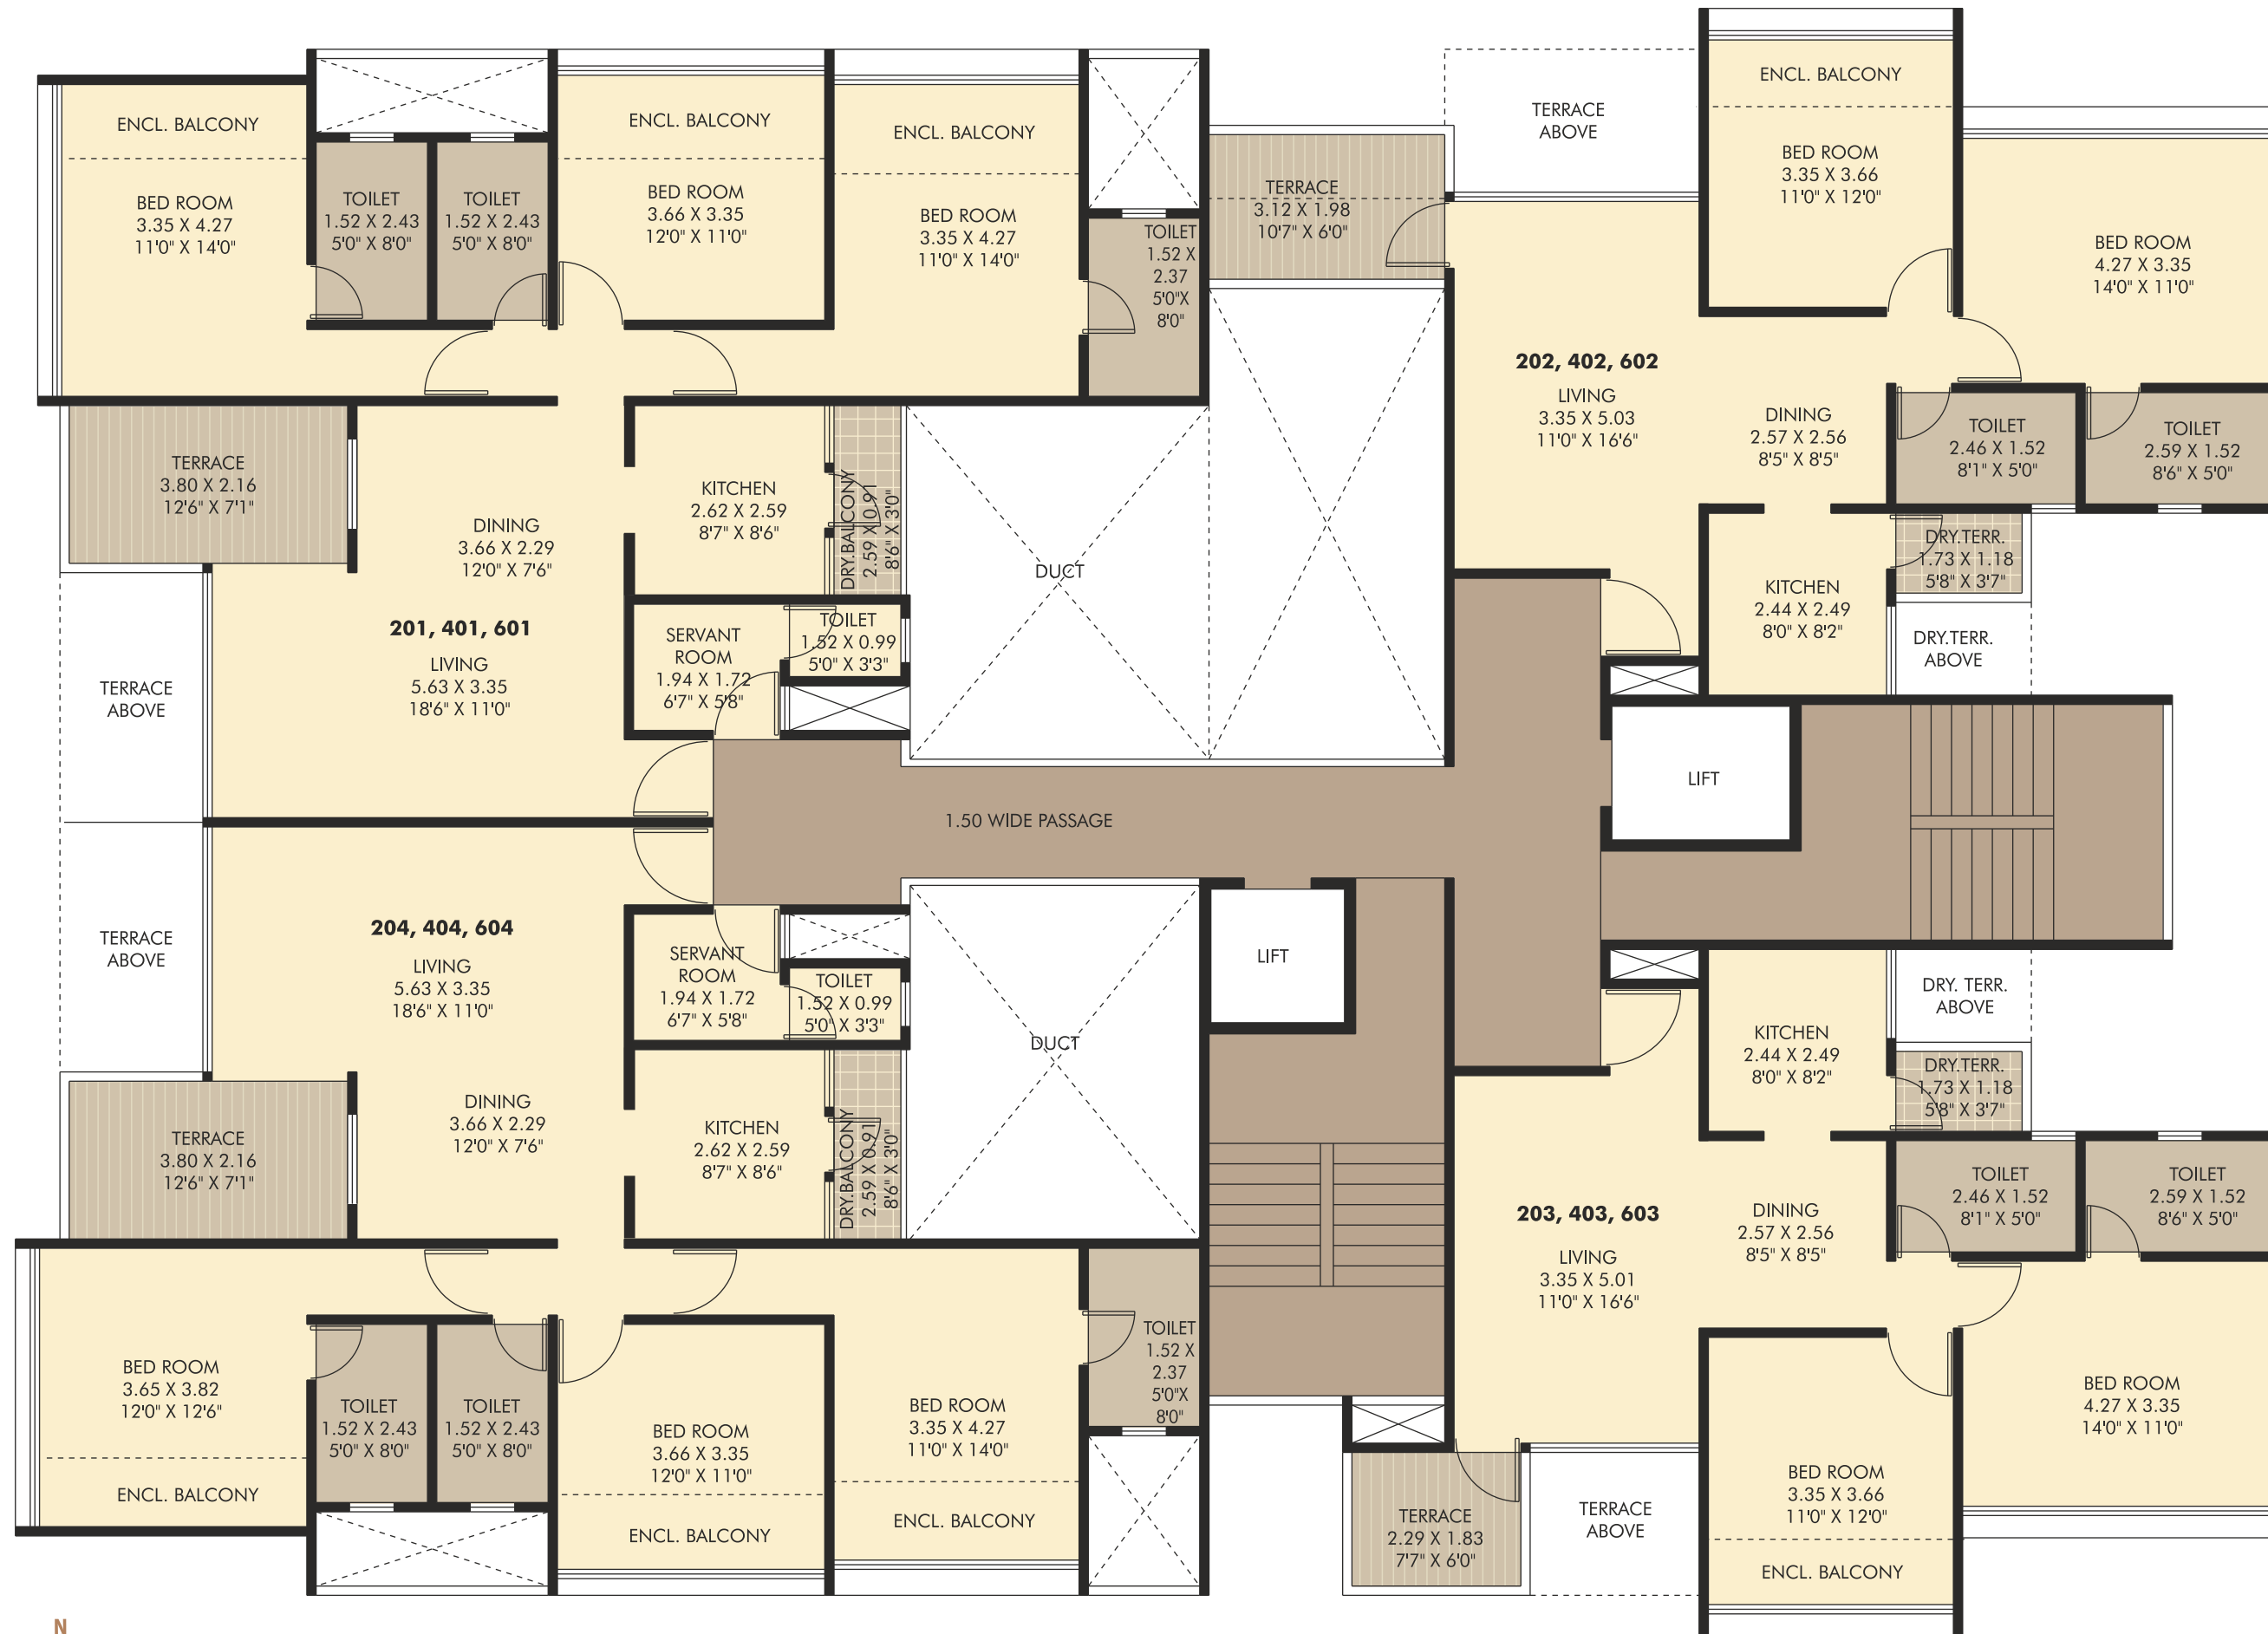 ENCL. BALCONY
BED ROOM
3.35 X 4.27
11'0" X 14'0"
TOILET
1.52 X 2.43
5'0" X 8'0"
TOILET
1.52 X 2.43
5'0" X 8'0"
ENCL. BALCONY
BED ROOM
3.66 X 3.35
12'0" X 11'0"
ENCL. BALCONY
BED ROOM
3.35 X 4.27
11'0" X 14'0"
TOILET
1.52 X
2.37
5'0"X
8'0"
TERRACE
3.12 X 1.98
10'7" X 6'0"
TERRACE
ABOVE
ENCL. BALCONY
BED ROOM
3.35 X 3.66
11'0" X 12'0"
BED ROOM
4.27 X 3.35
14'0" X 11'0"
202, 402, 602
LIVING
3.35 X 5.03
11'0" X 16'6"
DINING
2.57 X 2.56
8'5" X 8'5"
TOILET
2.46 X 1.52
8'1" X 5'0"
TOILET
2.59 X 1.52
8'6" X 5'0"
TERRACE
3.80 X 2.16
12'6" X 7'1"
DINING
3.66 X 2.29
12'0" X 7'6"
KITCHEN
2.62 X 2.59
8'7" X 8'6"
DRY.BALCONY
2.59 X 0.91
8'6" X 3'0"
DUCT
KITCHEN
2.44 X 2.49
8'0" X 8'2"
DRY.TERR.
1.73 X 1.18
5'8" X 3'7"
DRY.TERR.
ABOVE
201, 401, 601
LIVING
5.63 X 3.35
18'6" X 11'0"
TERRACE
ABOVE
SERVANT
ROOM
1.94 X 1.72
6'7" X 5'8"
TOILET
1.52 X 0.99
5'0" X 3'3"
LIFT
1.50 WIDE PASSAGE
TERRACE
ABOVE
204, 404, 604
LIVING
5.63 X 3.35
18'6" X 11'0"
SERVANT
ROOM
1.94 X 1.72
6'7" X 5'8"
TOILET
1.52 X 0.99
5'0" X 3'3"
DUCT
LIFT
KITCHEN
2.44 X 2.49
8'0" X 8'2"
DRY. TERR.
ABOVE
DRY.TERR.
1.73 X 1.18
5'8" X 3'7"
TERRACE
3.80 X 2.16
12'6" X 7'1"
DINING
3.66 X 2.29
12'0" X 7'6"
KITCHEN
2.62 X 2.59
8'7" X 8'6"
DRY.BALCONY
2.59 X 0.91
8'6" X 3'0"
203, 403, 603
LIVING
3.35 X 5.01
11'0" X 16'6"
DINING
2.57 X 2.56
8'5" X 8'5"
TOILET
2.46 X 1.52
8'1" X 5'0"
TOILET
2.59 X 1.52
8'6" X 5'0"
BED ROOM
3.65 X 3.82
12'0" X 12'6"
ENCL. BALCONY
TOILET
1.52 X 2.43
5'0" X 8'0"
TOILET
1.52 X 2.43
5'0" X 8'0"
BED ROOM
3.66 X 3.35
12'0" X 11'0"
ENCL. BALCONY
BED ROOM
3.35 X 4.27
11'0" X 14'0"
ENCL. BALCONY
TOILET
1.52 X
2.37
5'0"X
8'0"
TERRACE
2.29 X 1.83
7'7" X 6'0"
TERRACE
ABOVE
BED ROOM
3.35 X 3.66
11'0" X 12'0"
ENCL. BALCONY
BED ROOM
4.27 X 3.35
14'0" X 11'0"
N